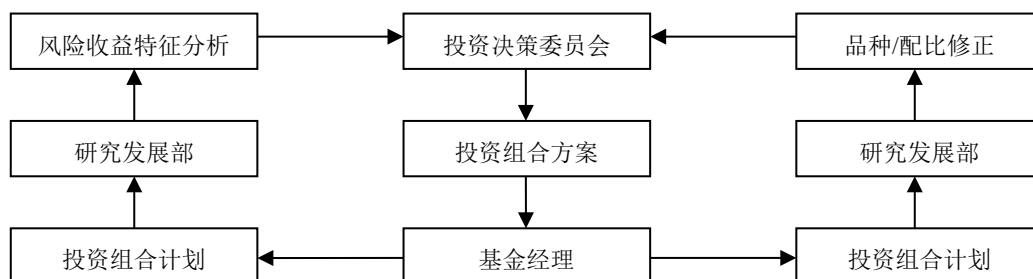 风险收益特征分析
投资决策委员会
品种/配比修正
研究发展部
投资组合方案
研究发展部
投资组合计划
基金经理
投资组合计划